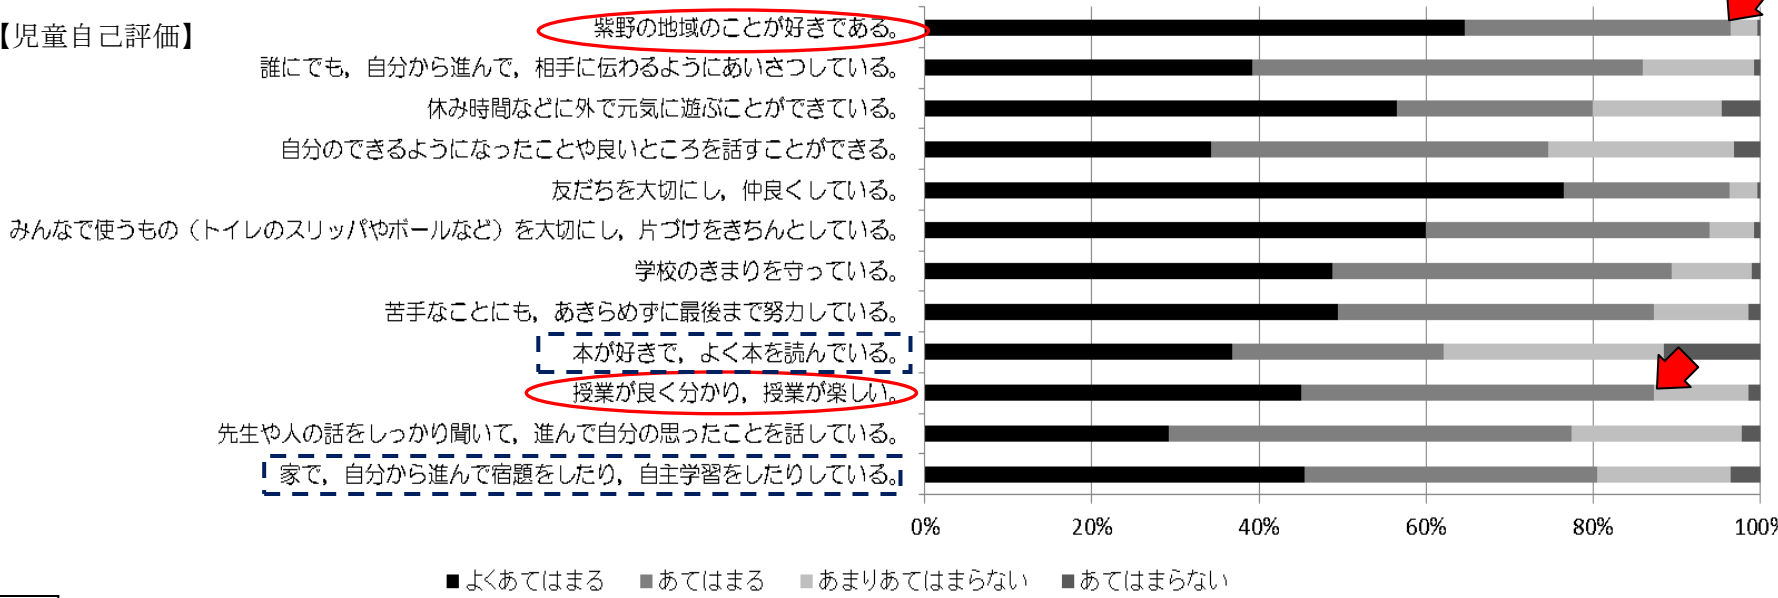 【児童自己評価】
紫野の地域のことが好きである。
誰にでも，自分から進んで，相手に伝わるようにあいさつしている。
休み時間などに外で元気に遊ぶことができている。
自分のできるようになったことや良いところを話すことができる。
友だちを大切にし，仲良くしている。
みんなで使うもの（トイレのスリッパやボールなど）を大切にし，片づけをきちんとしている。
学校のきまりを守っている。
苦手なことにも，あきらめずに最後まで努力している。
本が好きで，よく本を読んでいる。
授業が良く分かり，授業が楽しい。
先生や人の話をしっかり聞いて，進んで自分の思ったことを話している。
家で，自分から進んで宿題をしたり，自主学習をしたりしている。
0% 20% 40% 60% 80% 100%
よくあてはまる あてはまる あまりあてはまらない あてはまらない